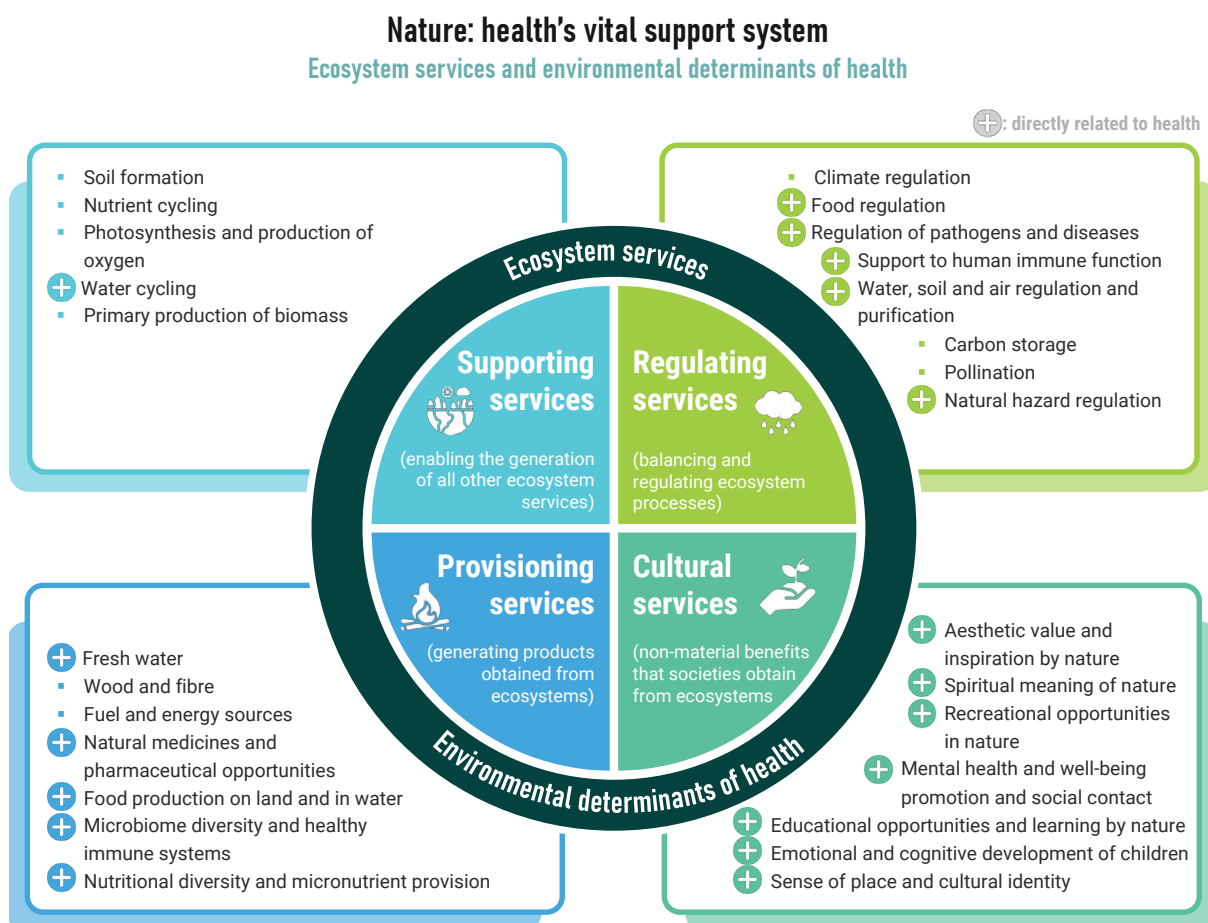 Nature: health's vital support system
Ecosystem services and environmental determinants of health
: directly related to health
Soil formation
Nutrient cycling
Photosynthesis and production of
oxygen
Water cycling
Primary production of biomass
Climate regulation
Food regulation
Regulation of pathogens and diseases
Support to human immune function
Water, soil and air regulation and
purification
Carbon storage
Pollination
Natural hazard regulation
Ecosystem services
Supporting
services
(enabling the generation
of all other ecosystem
services)
Regulating
services
(balancing and
regulating ecosystem
processes)
Provisioning
services
(generating products
obtained from
ecosystems)
Cultural
services
(non-material benefits
that societies obtain
from ecosystems
Environmental determinants of health
Fresh water
Wood and fibre
Fuel and energy sources
Natural medicines and
pharmaceutical opportunities
Food production on land and in water
Microbiome diversity and healthy
immune systems
Nutritional diversity and micronutrient provision
Aesthetic value and
inspiration by nature
Spiritual meaning of nature
Recreational opportunities
in nature
Mental health and well-being
promotion and social contact
Educational opportunities and learning by nature
Emotional and cognitive development of children
Sense of place and cultural identity